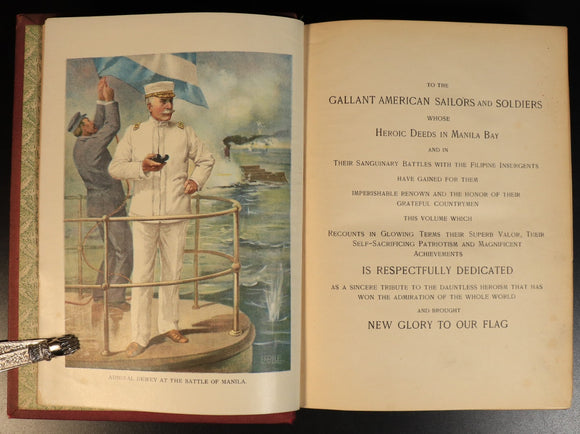 ADMIRAL DEWEY AT THE BATTLE OF MANILA.
TO THE
GALLANT AMERICAN SAILORS AND SOLDIERS
WHOSE
HEROIC DEEDS IN MANILA BAY
AND IN
THEIR SANGUINARY BATTLES WITH THE FILIPINE INSURGENTS
HAVE GAINED FOR THEM
IMPERISHABLE RENOWN AND THE HONOR OF THEIR
GRATEFUL COUNTRYMEN
THIS VOLUME WHICH
RECOUNTS IN GLOWING TERMS THEIR SUPERB VALOR, THEIR
SELF-SACRIFICING PATRIOTISM AND MAGNIFICENT
ACHIEVEMENTS
IS RESPECTFULLY DEDICATED
AS A SINCERE TRIBUTE TO THE DAUNTLESS HEROISM THAT HAS
WON THE ADMIRATION OF THE WHOLE WORLD
AND BROUGHT
NEW GLORY TO OUR FLAG